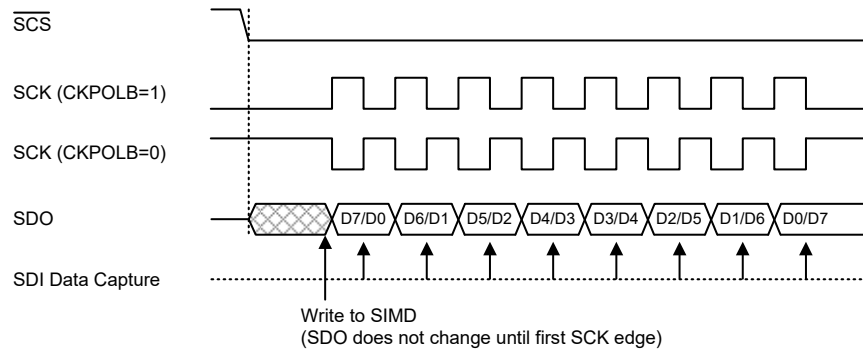 SCS
SCK (CKPOLB=1)
SCK (CKPOLB=0)
SDO
D7/D0 D6/D1 D5/D2 D4/D3 D3/D4 D2/D5 D1/D6 D0/D7
SDI Data Capture
Write to SIMD
(SDO does not change until first SCK edge)